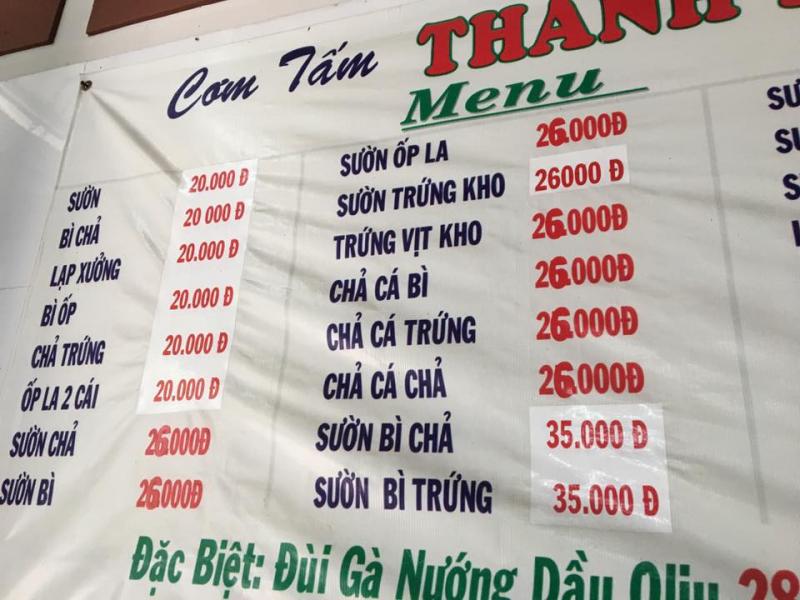 Cơm Tấm THANH
Menu
SƯỜN 20.000 Đ
BÌ CHẢ 20 000 Đ
LẠP XƯỞNG 20.000 Đ
BÌ ỐP 20.000 Đ
CHẢ TRỨNG 20.000 Đ
ỐP LA 2 CÁI 20.000 Đ
SƯỜN CHẢ 26.000Đ
SƯỜN BÌ 26.000Đ
SƯỜN ỐP LA 26.000Đ
SƯỜN TRỨNG KHO 26000 Đ
TRỨNG VỊT KHO 26.000Đ
CHẢ CÁ BÌ 26.000Đ
CHẢ CÁ TRỨNG 26.000Đ
CHẢ CÁ CHẢ 26.000Đ
SƯỜN BÌ CHẢ 35.000 Đ
SƯỜN BÌ TRỨNG 35.000 Đ
Đặc Biệt: Đùi Gà Nướng Dầu Oliu 28